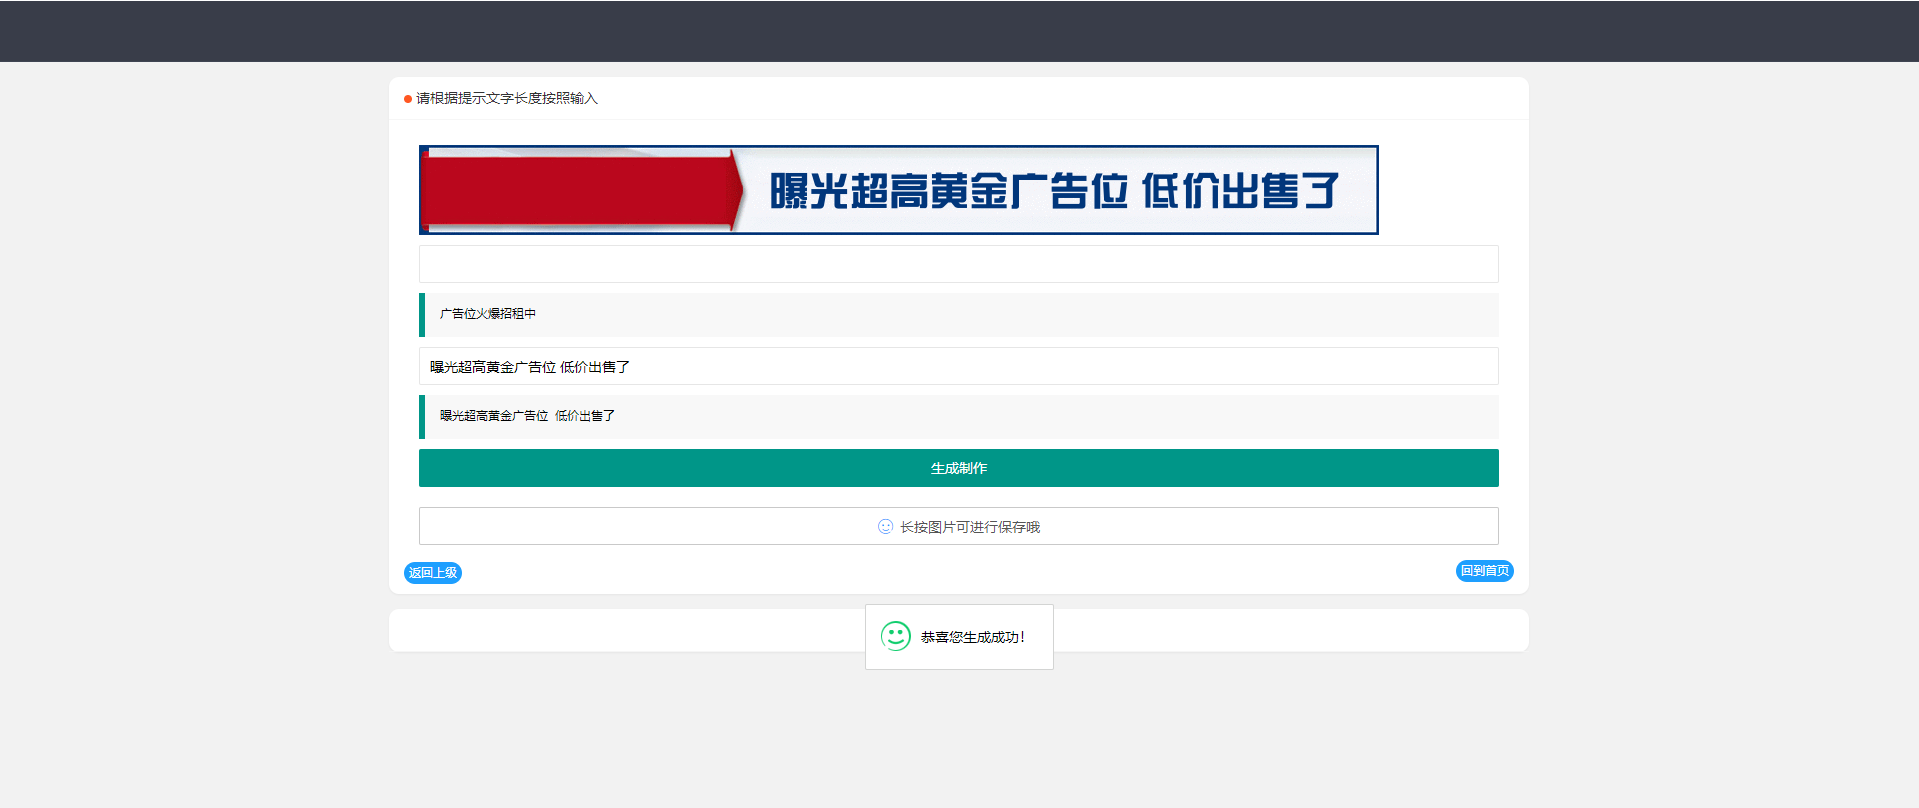 请根据提示文字长度按照输入
曝光超高黄金广告位 低价出售了
广告位火爆招租中
曝光超高黄金广告位 低价出售了
曝光超高黄金广告位 低价出售了
生成制作
长按图片可进行保存哦
返回上级
回到首页
恭喜您生成成功！